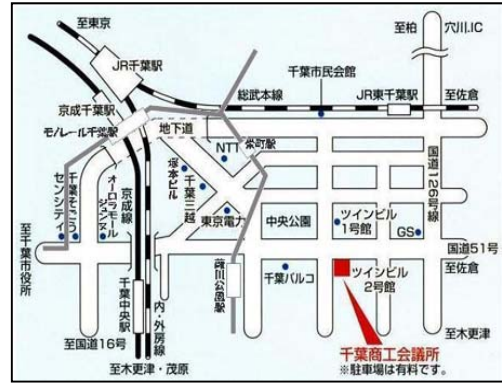 至東京
JR千葉駅
京成千葉駅
モノレール千葉駅
地下道
総武本線
千葉市民会館
JR東千葉駅
至佐倉
至柏
穴川IC
NTT
栄町駅
塚本ビル
千葉三越
東京電力
中央公園
ツインビル
1号館
GS
国道126号線
国道51号
至佐倉
センシティ
千葉そごう
ジュンヌ
オーロラモール
京成線
至千葉市役所
千葉中央駅
至国道16号
内・外房線
至木更津・茂原
葭川公園駅
千葉パルコ
ツインビル
2号館
至木更津
千葉商工会議所
※駐車場は有料です。